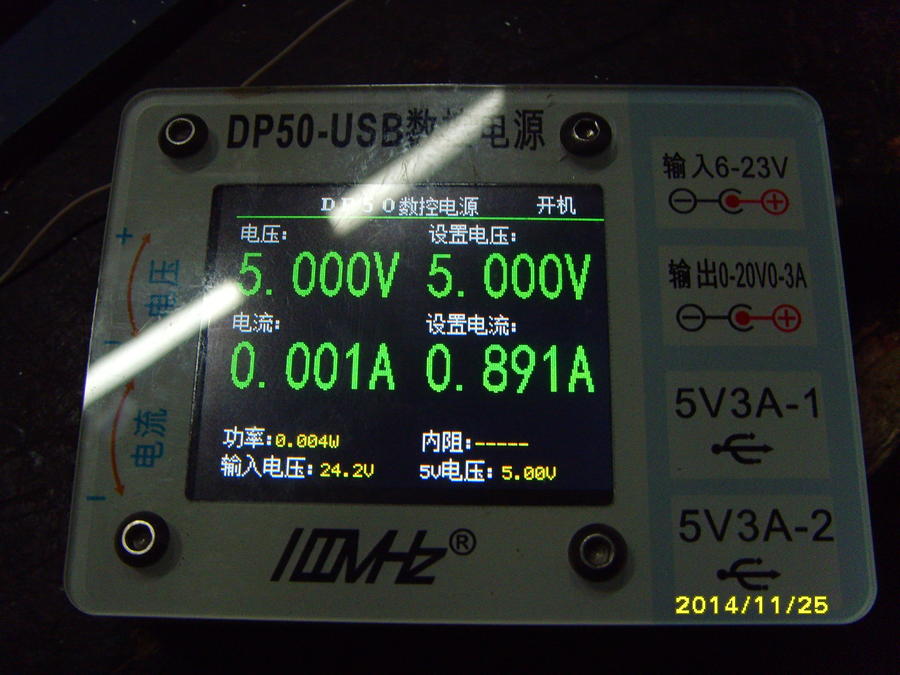 DP50-USB数控电源
DP50数控电源 开机
电压: 设置电压:
5.000V 5.000V
电流: 设置电流:
0.001A 0.891A
功率:0.004W 内阻:-----
输入电压:24.2V 5V电压:5.00V
10MHz®
+ 电压 -
+ 电流 -
输入6-23V
输出0-20V0-3A
5V3A-1
5V3A-2
2014/11/25